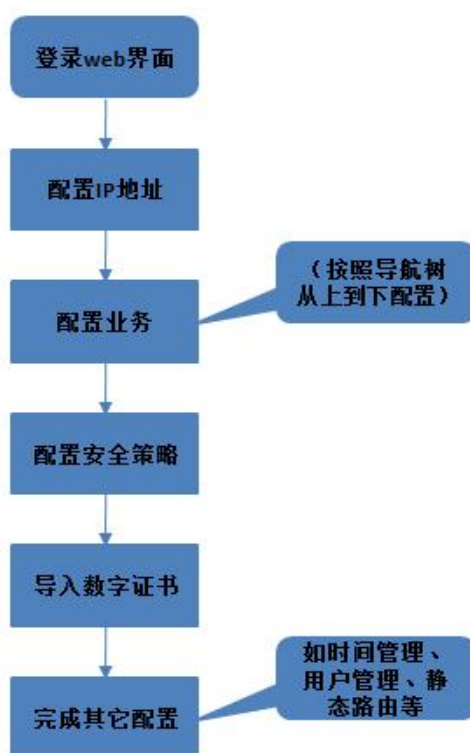 登录web界面
配置IP地址
（按照导航树
从上到下配置）
配置业务
配置安全策略
导入数字证书
如时间管理、
用户管理、静
态路由等
完成其它配置